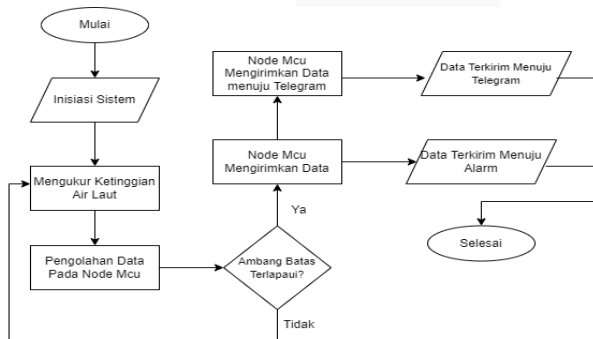 Mulai
Inisiasi Sistem
Mengukur Ketinggian
Air Laut
Pengolahan Data
Pada Node Mcu
Ambang Batas
Terlapaui?
Ya
Tidak
Node Mcu
Mengirimkan Data
Node Mcu
Mengirimkan Data
menuju Telegram
Data Terkirim Menuju
Telegram
Data Terkirim Menuju
Alarm
Selesai